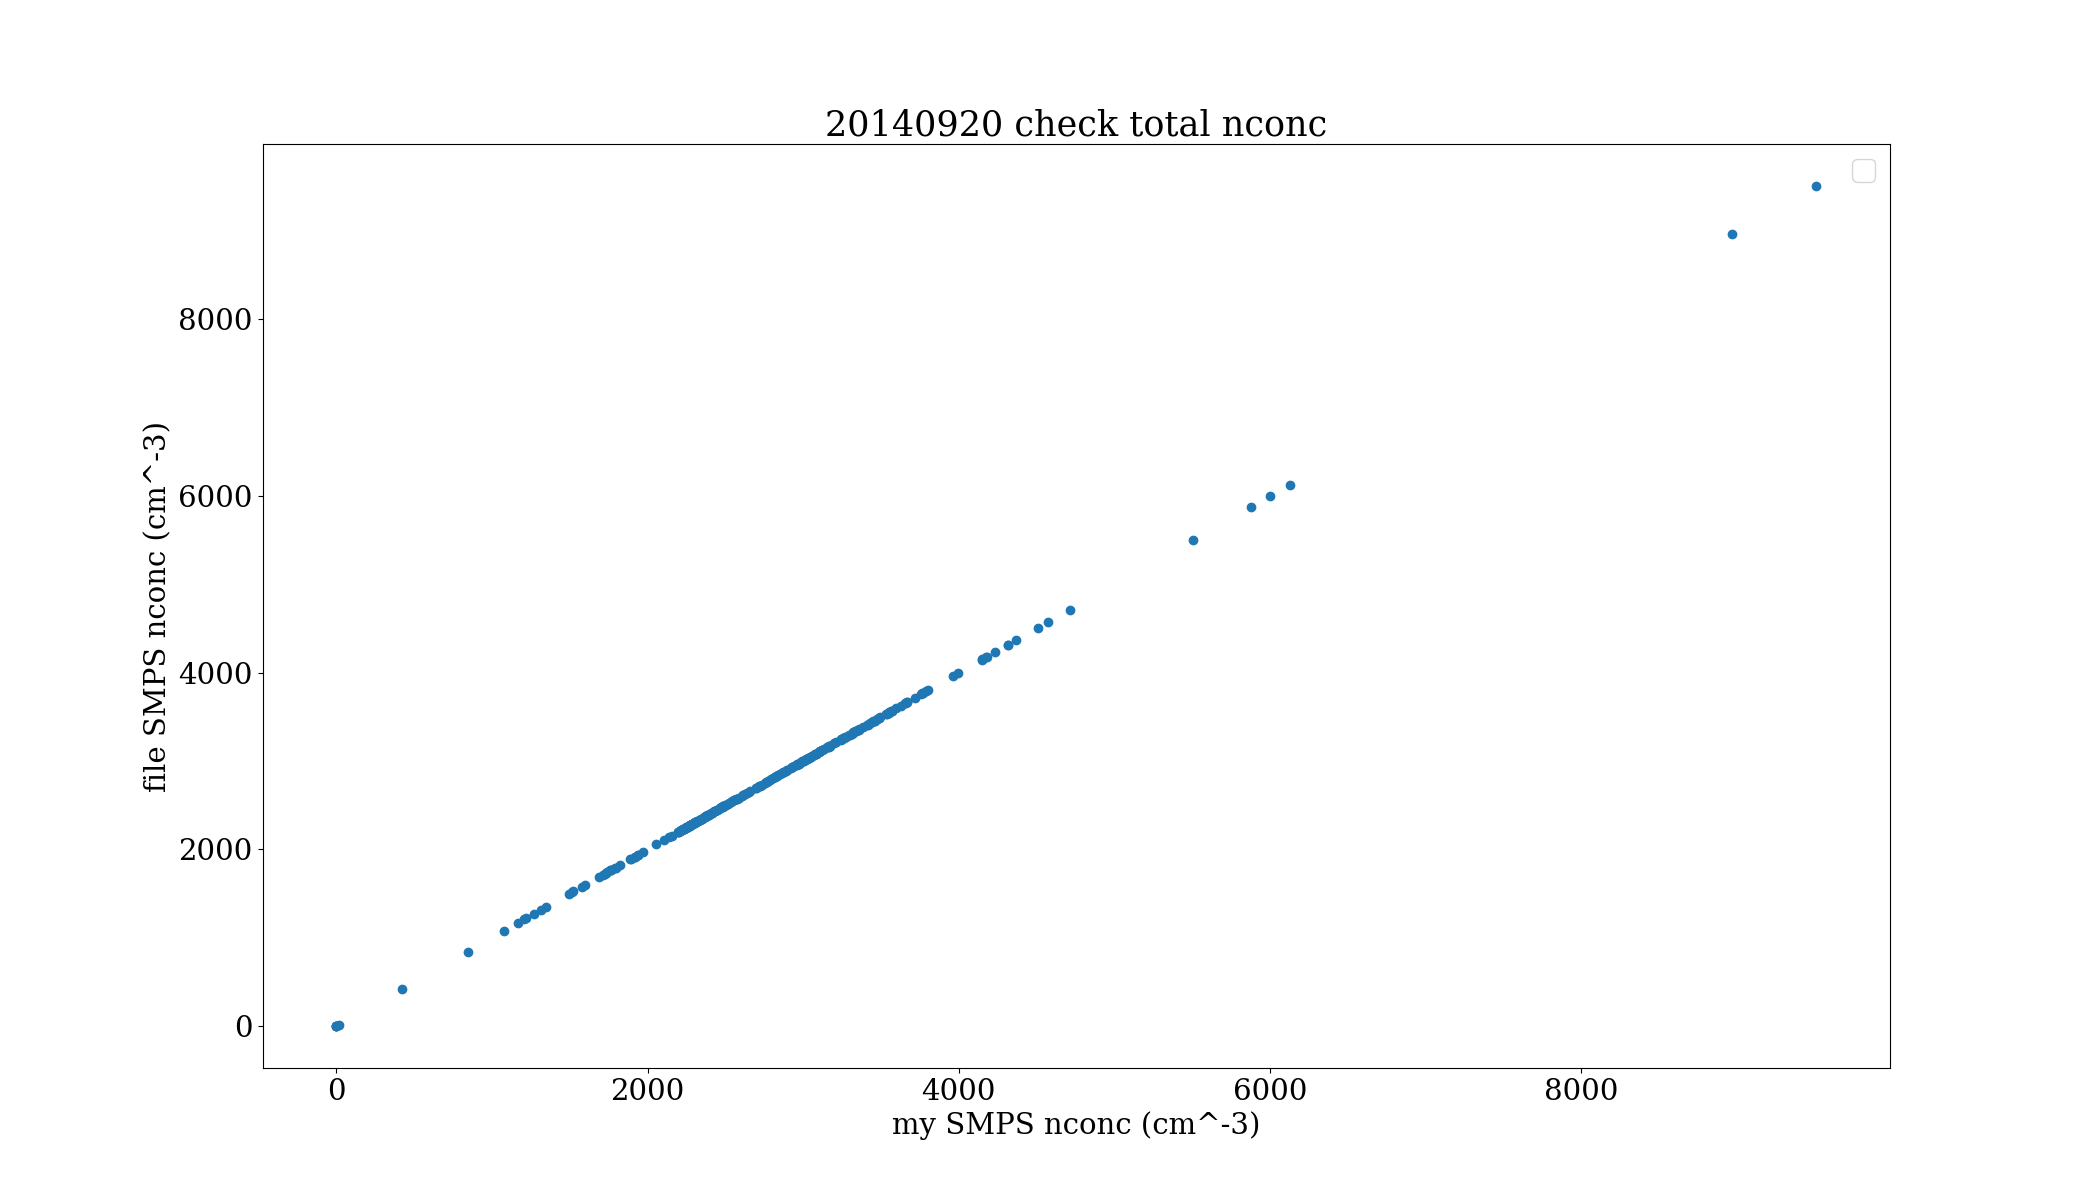 20140920 check total nconc
file SMPS nconc (cm^-3)
8000
6000
4000
2000
0
0 2000 4000 6000 8000
my SMPS nconc (cm^-3)